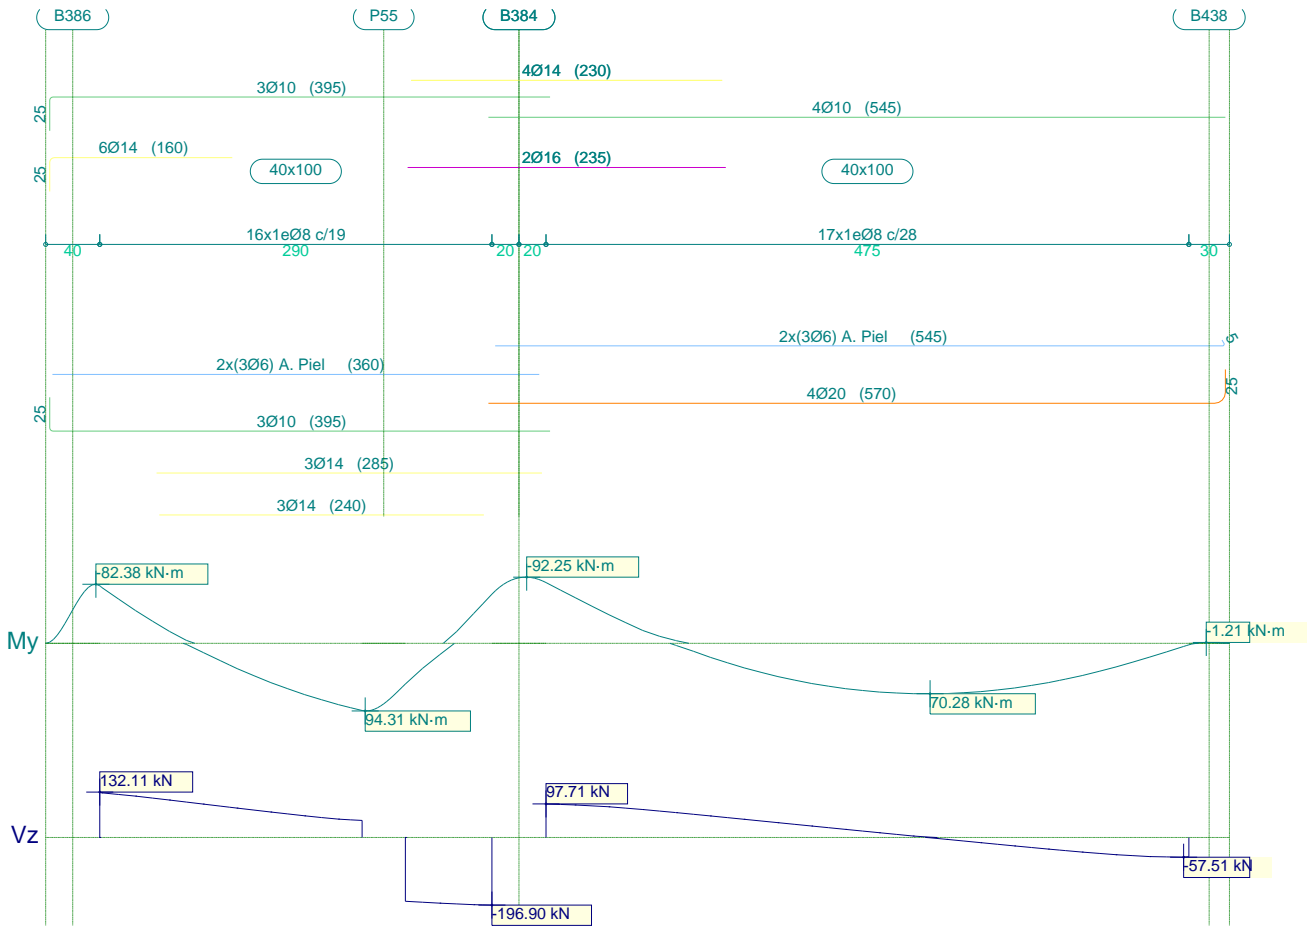 B386 P55 B384 B438
4Ø14 (230)
3Ø10 (395)
25
4Ø10 (545)
6Ø14 (160)
25
2Ø16 (235)
40x100 40x100
16x1eØ8 c/19 17x1eØ8 c/28
40 290 20 20 475 30
2x(3Ø6) A. Piel (545)
5
2x(3Ø6) A. Piel (360)
4Ø20 (570)
25
25
3Ø10 (395)
3Ø14 (285)
3Ø14 (240)
-92.25 kN·m
-82.38 kN·m
My
-1.21 kN·m
70.28 kN·m
94.31 kN·m
132.11 kN
97.71 kN
Vz
-57.51 kN
-196.90 kN